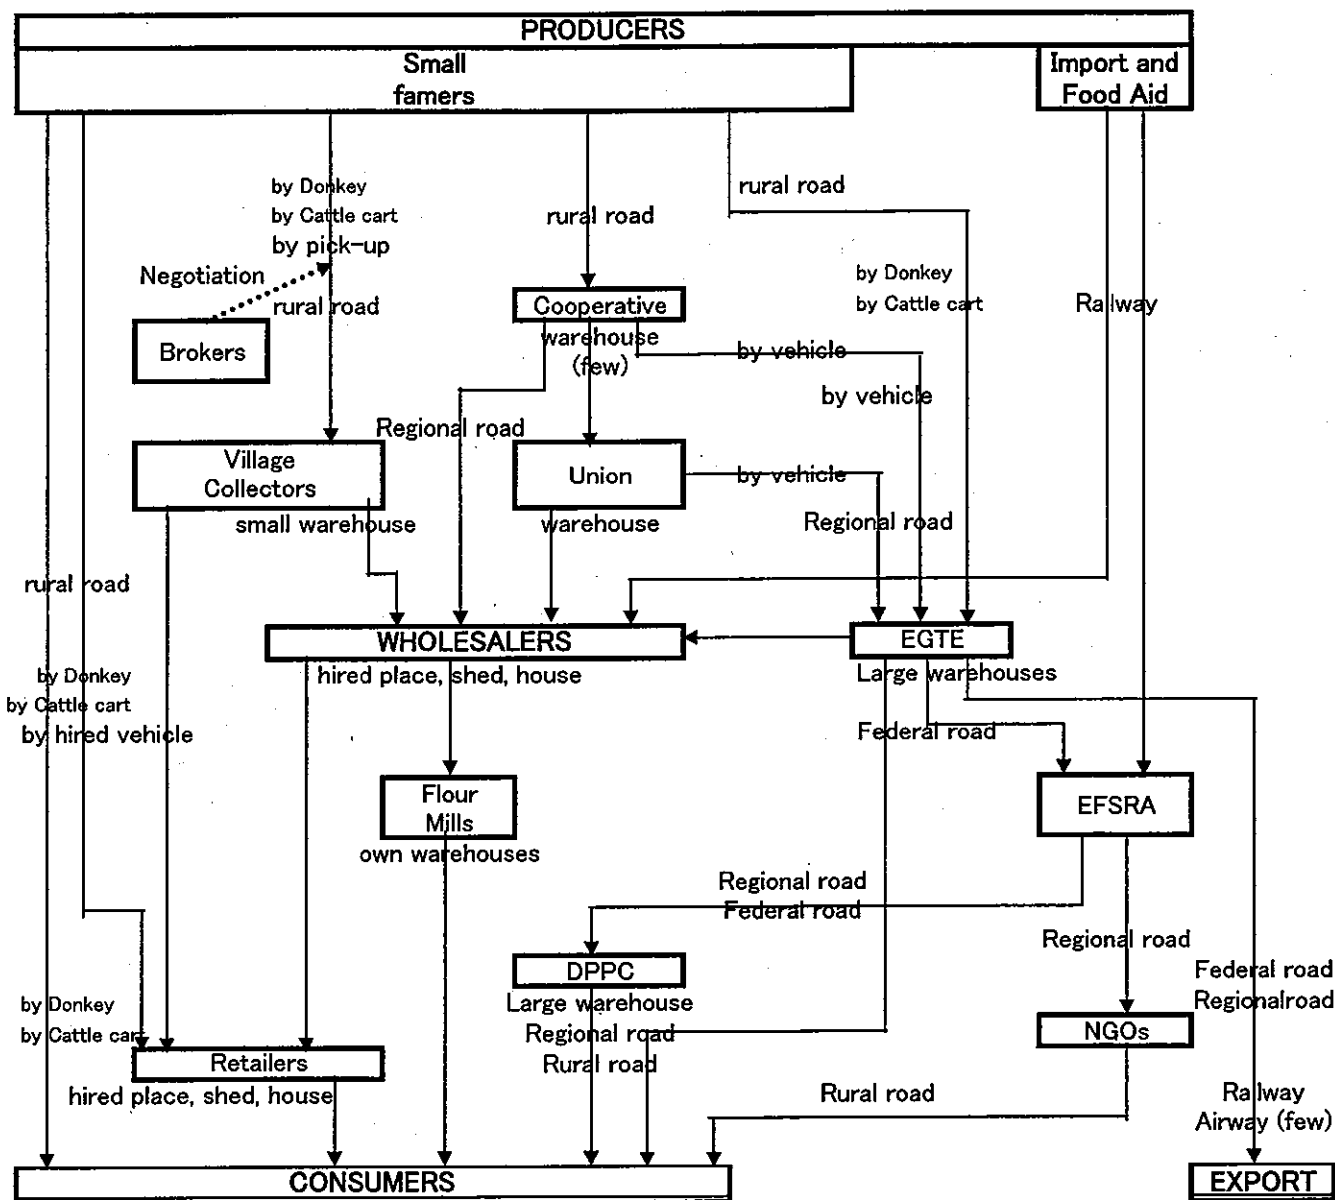 PRODUCERS
Small
famers
Import and
Food Aid
by Donkey
by Cattle cart
by pick-up
rural road
rural road
Negotiation
rural road
by Donkey
by Cattle cart
Railway
Brokers
Cooperative
warehouse
(few)
by vehicle
by vehicle
Regional road
Village
Collectors
small warehouse
Union
warehouse
by vehicle
Regional road
rural road
WHOLESALERS
hired place, shed, house
EGTE
Large warehouses
by Donkey
by Cattle cart
by hired vehicle
Federal road
Flour
Mills
own warehouses
EFSRA
Regional road
Federal road
Regional road
DPPC
Large warehouse
Regional road
Rural road
Federal road
Regionalroad
NGOs
by Donkey
by Cattle cart
Retailers
hired place, shed, house
Rural road
Railway
Airway (few)
CONSUMERS
EXPORT